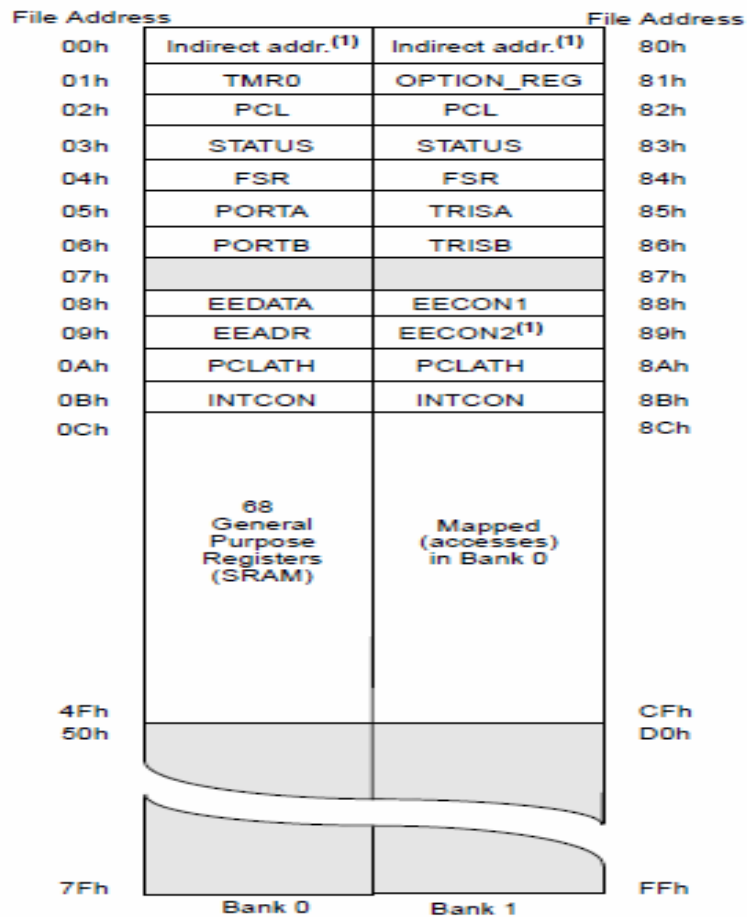 File Address File Address
00h Indirect addr.(1) Indirect addr.(1) 80h
01h TMR0 OPTION_REG 81h
02h PCL PCL 82h
03h STATUS STATUS 83h
04h FSR FSR 84h
05h PORTA TRISA 85h
06h PORTB TRISB 86h
07h 87h
08h EEDATA EECON1 88h
09h EEADR EECON2(1) 89h
0Ah PCLATH PCLATH 8Ah
0Bh INTCON INTCON 8Bh
0Ch 8Ch
68
General
Purpose
Registers
(SRAM)
Mapped
(accesses)
in Bank 0
4Fh CFh
50h D0h
7Fh FFh
Bank 0 Bank 1